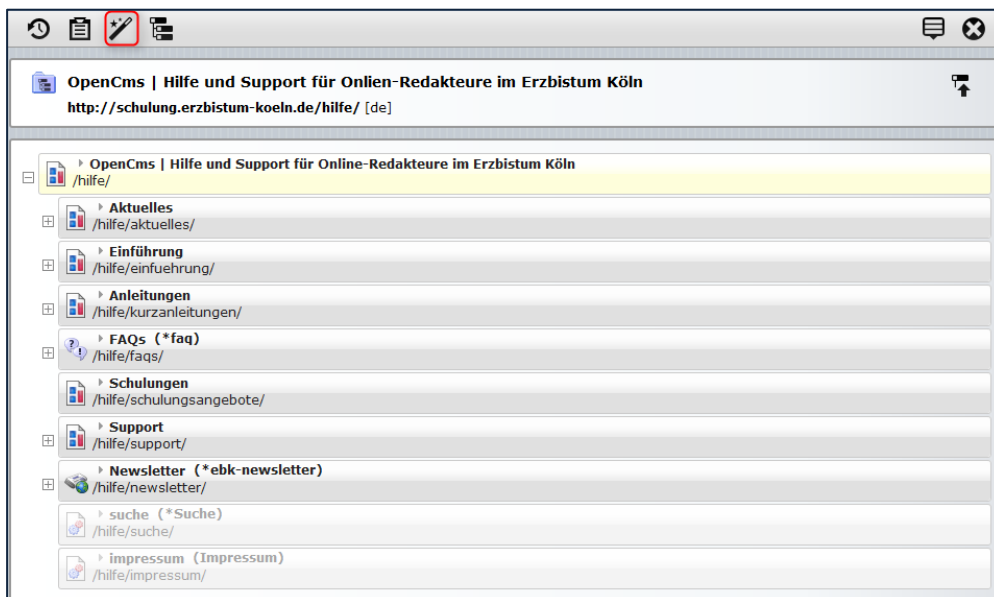 OpenCms | Hilfe und Support für Onlien-Redakteure im Erzbistum Köln
http://schulung.erzbistum-koeln.de/hilfe/ [de]
OpenCms | Hilfe und Support für Online-Redakteure im Erzbistum Köln
/hilfe/
Aktuelles
/hilfe/aktuelles/
Einführung
/hilfe/einfuehrung/
Anleitungen
/hilfe/kurzanleitungen/
FAQs (*faq)
/hilfe/faqs/
Schulungen
/hilfe/schulungsangebote/
Support
/hilfe/support/
Newsletter (*ebk-newsletter)
/hilfe/newsletter/
suche (*Suche)
/hilfe/suche/
impressum (Impressum)
/hilfe/impressum/